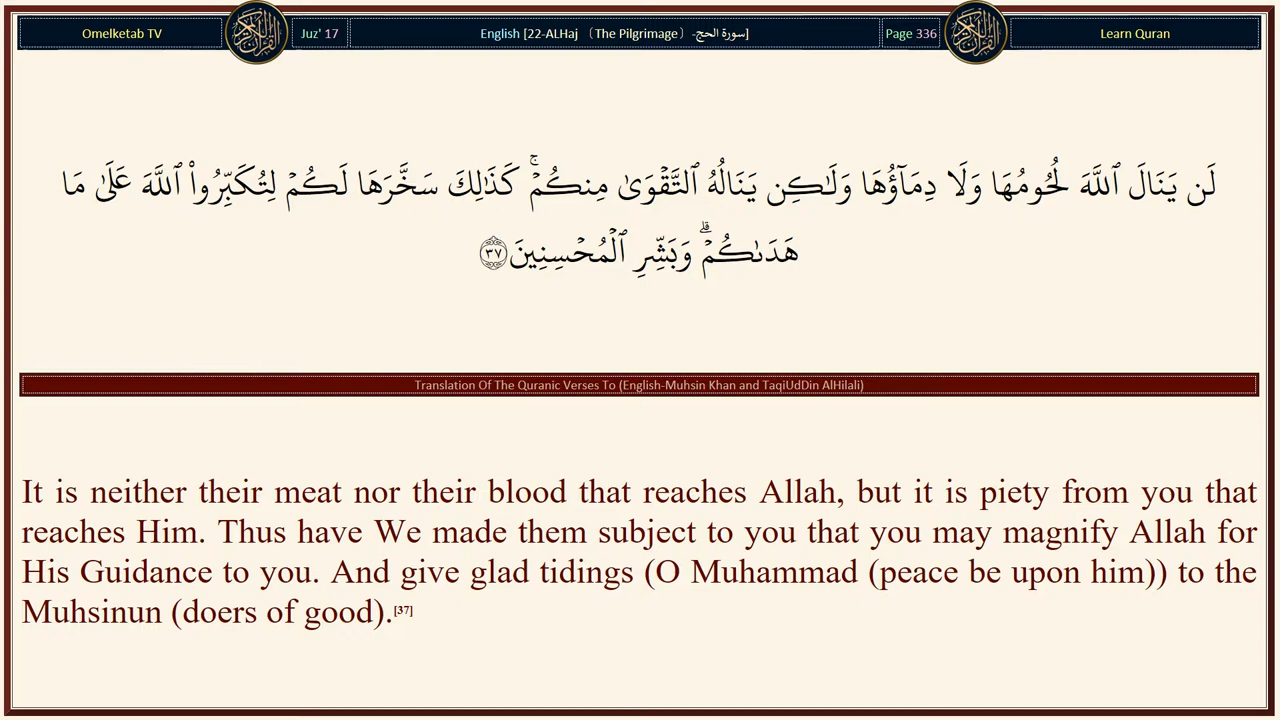 Omelketab TV
Juz' 17
English [22-ALHaj （The Pilgrimage） -سورة الحج]
Page 336
Learn Quran
لَن يَنَالَ ٱللَّهَ لُحُومُهَا وَلَا دِمَآؤُهَا وَلَـٰكِن يَنَالُهُ ٱلتَّقْوَىٰ مِنكُمْ ۚ كَذَٰلِكَ سَخَّرَهَا لَكُمْ لِتُكَبِّرُوا۟ ٱللَّهَ عَلَىٰ مَا
هَدَىٰكُمْ ۗ وَبَشِّرِ ٱلْمُحْسِنِينَ ٣٧
Translation Of The Quranic Verses To (English-Muhsin Khan and TaqiUdDin AlHilali)
It is neither their meat nor their blood that reaches Allah, but it is piety from you that
reaches Him. Thus have We made them subject to you that you may magnify Allah for
His Guidance to you. And give glad tidings (O Muhammad (peace be upon him)) to the
Muhsinun (doers of good).[37]